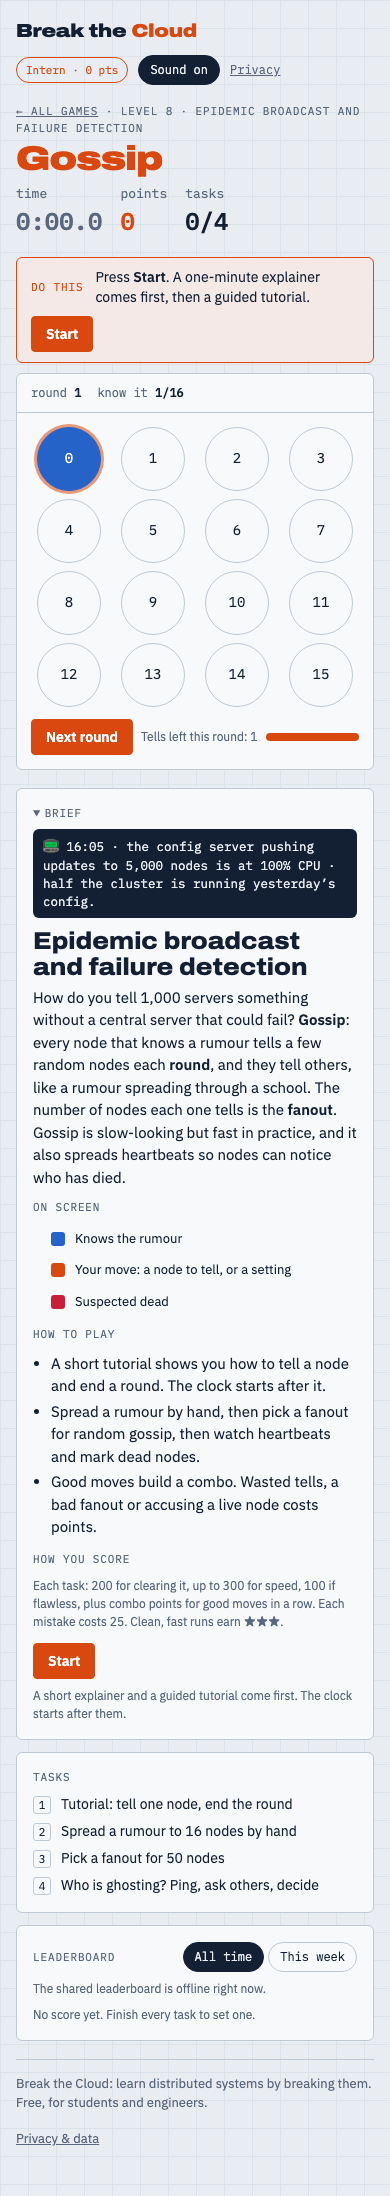 Break the Cloud
Intern · 0 pts
Sound on
Privacy
← ALL GAMES · LEVEL 8 · EPIDEMIC BROADCAST AND
FAILURE DETECTION
Gossip
time points tasks
0:00.0 0 0/4
DO THIS
Press Start. A one-minute explainer
comes first, then a guided tutorial.
Start
round 1 know it 1/16
0 1 2 3
4 5 6 7
8 9 10 11
12 13 14 15
Next round
Tells left this round: 1
▾ BRIEF
16:05 · the config server pushing
updates to 5,000 nodes is at 100% CPU ·
half the cluster is running yesterday’s
config.
Epidemic broadcast
and failure detection
How do you tell 1,000 servers something
without a central server that could fail? Gossip:
every node that knows a rumour tells a few
random nodes each round, and they tell others,
like a rumour spreading through a school. The
number of nodes each one tells is the fanout.
Gossip is slow-looking but fast in practice, and it
also spreads heartbeats so nodes can notice
who has died.
ON SCREEN
Knows the rumour
Your move: a node to tell, or a setting
Suspected dead
HOW TO PLAY
• A short tutorial shows you how to tell a node
and end a round. The clock starts after it.
• Spread a rumour by hand, then pick a fanout
for random gossip, then watch heartbeats
and mark dead nodes.
• Good moves build a combo. Wasted tells, a
bad fanout or accusing a live node costs
points.
HOW YOU SCORE
Each task: 200 for clearing it, up to 300 for speed, 100 if
flawless, plus combo points for good moves in a row. Each
mistake costs 25. Clean, fast runs earn ★★★.
Start
A short explainer and a guided tutorial come first. The clock
starts after them.
TASKS
1 Tutorial: tell one node, end the round
2 Spread a rumour to 16 nodes by hand
3 Pick a fanout for 50 nodes
4 Who is ghosting? Ping, ask others, decide
LEADERBOARD
All time
This week
The shared leaderboard is offline right now.
No score yet. Finish every task to set one.
Break the Cloud: learn distributed systems by breaking them.
Free, for students and engineers.
Privacy & data